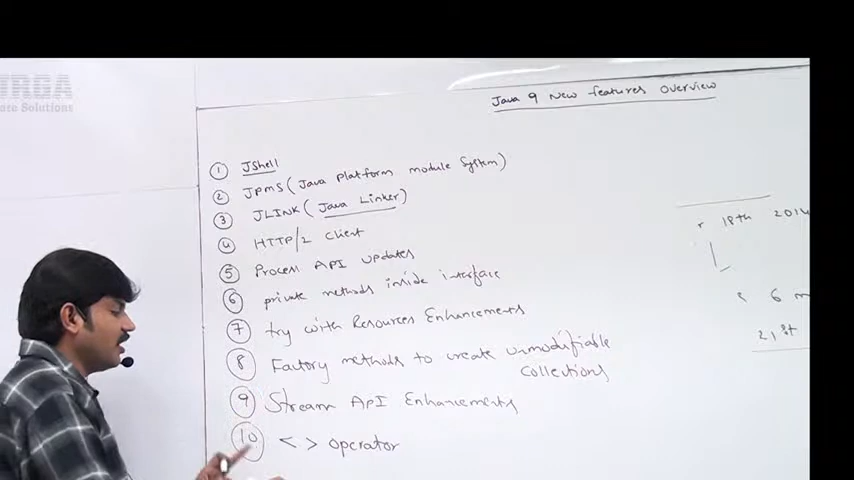 Java 9 New features Overview
① JShell
② JPMS (Java platform module System)
③ JLINK (Java Linker)
④ HTTP/2 Client
⑤ Process API updates
⑥ private methods inside interface
⑦ try with Resources Enhancements
⑧ Factory methods to create unmodifiable
collections
⑨ Stream API Enhancements
⑩ < > operator
18th 2014
6 m
21st
Solutions